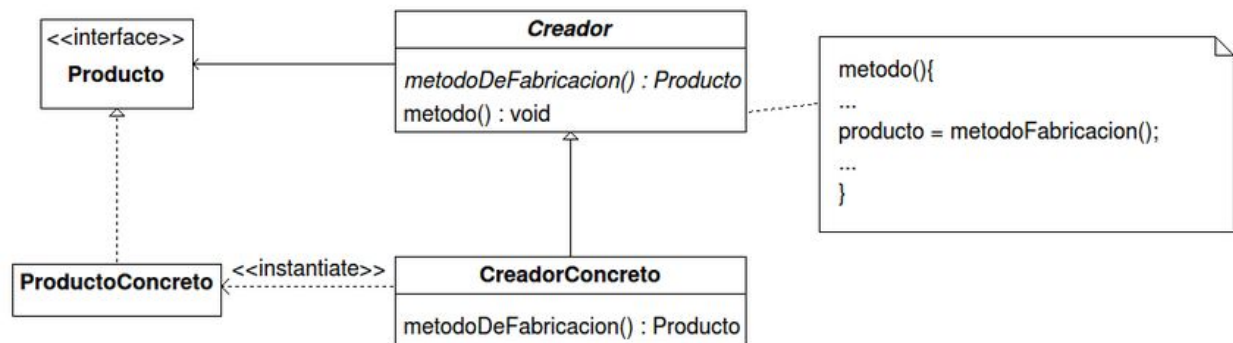 <<interface>>
Producto
Creador
metodoDeFabricacion() : Producto
metodo() : void
metodo(){
...
producto = metodoFabricacion();
...
}
ProductoConcreto
<<instantiate>>
CreadorConcreto
metodoDeFabricacion() : Producto